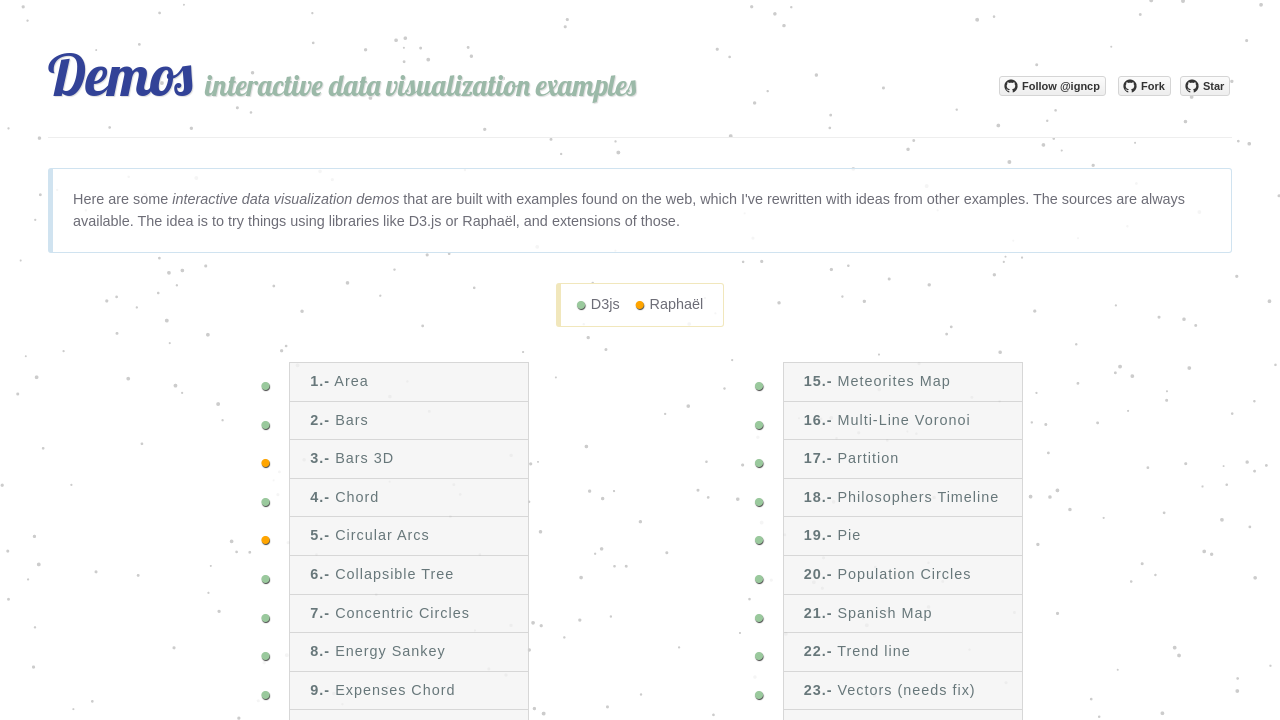 Demos interactive data visualization examples
Follow @igncp Fork Star
Here are some interactive data visualization demos that are built with examples found on the web, which I've rewritten with ideas from other examples. The sources are always
available. The idea is to try things using libraries like D3.js or Raphaël, and extensions of those.
D3js Raphaël
1.- Area
2.- Bars
3.- Bars 3D
4.- Chord
5.- Circular Arcs
6.- Collapsible Tree
7.- Concentric Circles
8.- Energy Sankey
9.- Expenses Chord
15.- Meteorites Map
16.- Multi-Line Voronoi
17.- Partition
18.- Philosophers Timeline
19.- Pie
20.- Population Circles
21.- Spanish Map
22.- Trend line
23.- Vectors (needs fix)